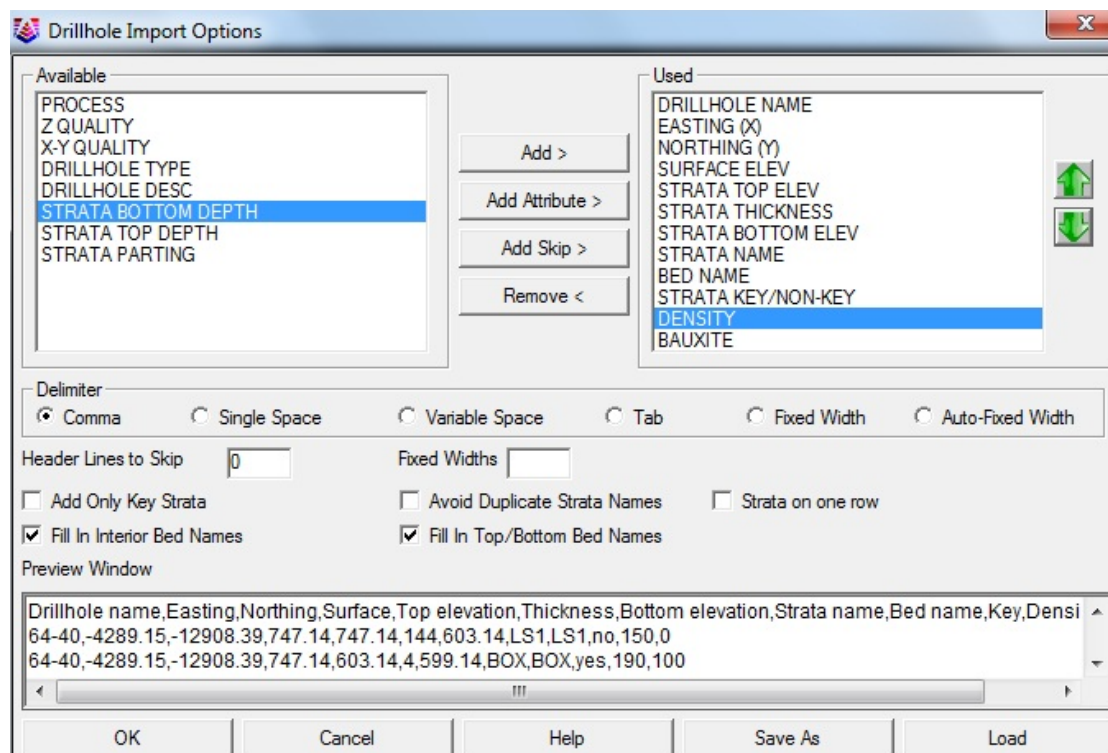 Drillhole Import Options
Available
PROCESS
Z QUALITY
X-Y QUALITY
DRILLHOLE TYPE
DRILLHOLE DESC
STRATA BOTTOM DEPTH
STRATA TOP DEPTH
STRATA PARTING
Add >
Add Attribute >
Add Skip >
Remove <
Used
DRILLHOLE NAME
EASTING (X)
NORTHING (Y)
SURFACE ELEV
STRATA TOP ELEV
STRATA THICKNESS
STRATA BOTTOM ELEV
STRATA NAME
BED NAME
STRATA KEY/NON-KEY
DENSITY
BAUXITE
Delimiter
Comma Single Space Variable Space Tab Fixed Width Auto-Fixed Width
Header Lines to Skip 0 Fixed Widths
Add Only Key Strata Avoid Duplicate Strata Names Strata on one row
Fill In Interior Bed Names Fill In Top/Bottom Bed Names
Preview Window
Drillhole name,Easting,Northing,Surface,Top elevation,Thickness,Bottom elevation,Strata name,Bed name,Key,Densi
64-40,-4289.15,-12908.39,747.14,747.14,144,603.14,LS1,LS1,no,150,0
64-40,-4289.15,-12908.39,747.14,603.14,4,599.14,BOX,BOX,yes,190,100
OK Cancel Help Save As Load